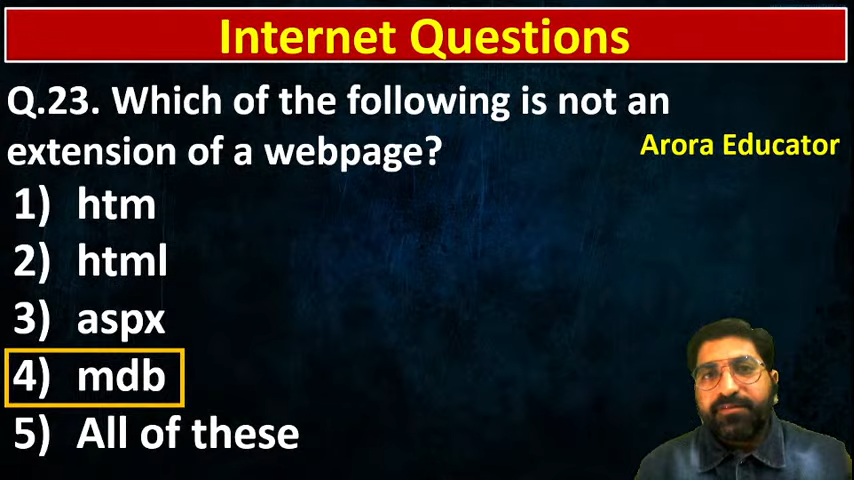 Internet Questions
Q.23. Which of the following is not an
extension of a webpage?
Arora Educator
1) htm
2) html
3) aspx
4) mdb
5) All of these